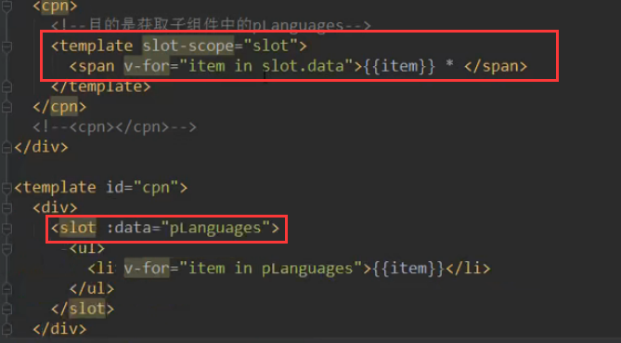 <cpn>
<!--目的是获取子组件中的pLanguages-->
<template slot-scope="slot">
<span v-for="item in slot.data">{{item}} * </span>
</template>
</cpn>
<!--<cpn></cpn>-->
</div>
<template id="cpn">
<div>
<slot :data="pLanguages">
<ul>
<li v-for="item in pLanguages">{{item}}</li>
</ul>
</slot>
</div>